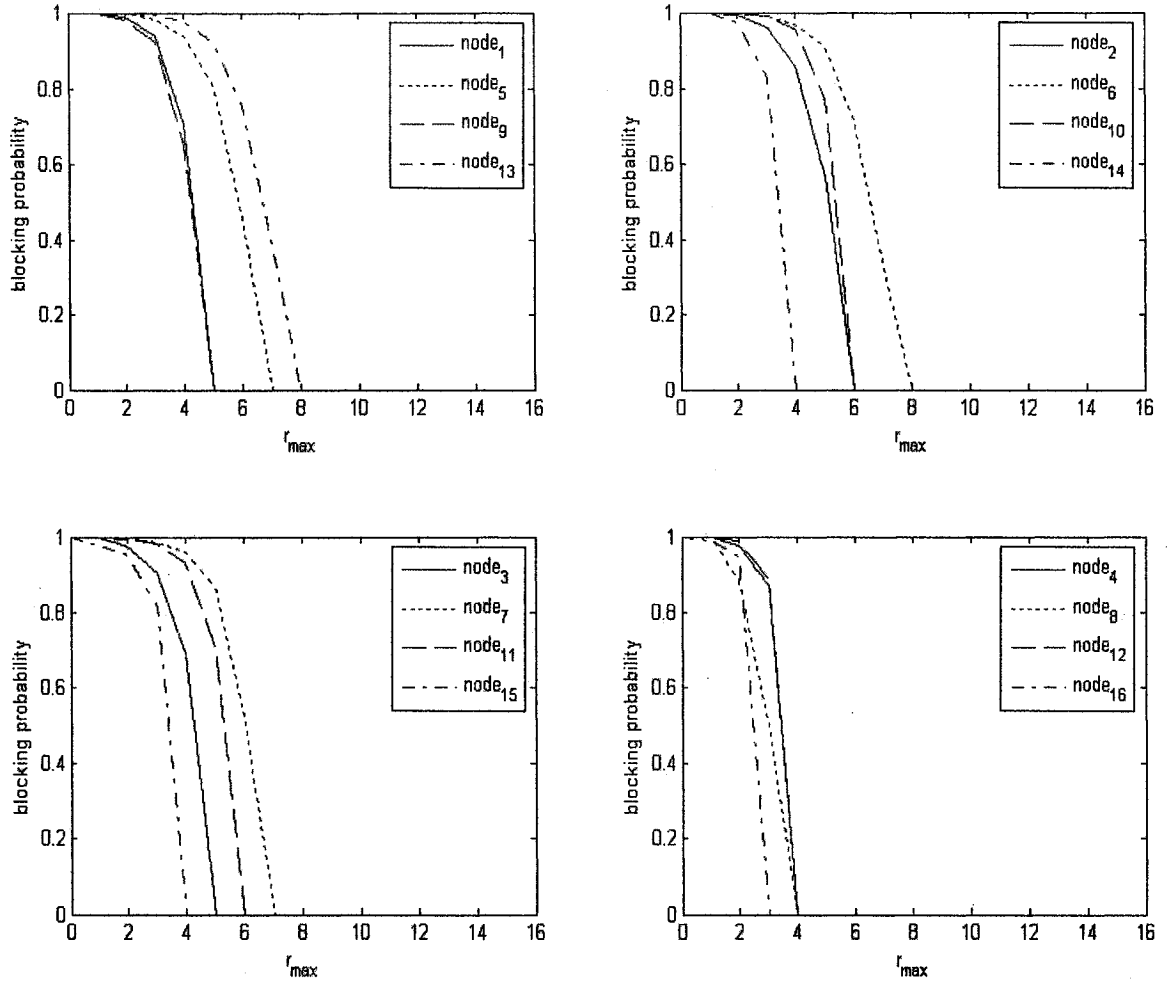 1
0.8
0.6
0.4
0.2
0
blocking probability
0 2 4 6 8 10 12 14 16
r_max
node_1
node_5
node_9
node_13
1
0.8
0.6
0.4
0.2
0
blocking probability
0 2 4 6 8 10 12 14 16
r_max
node_2
node_6
node_10
node_14
1
0.8
0.6
0.4
0.2
0
blocking probability
0 2 4 6 8 10 12 14 16
r_max
node_3
node_7
node_11
node_15
1
0.8
0.6
0.4
0.2
0
blocking probability
0 2 4 6 8 10 12 14 16
r_max
node_4
node_8
node_12
node_16